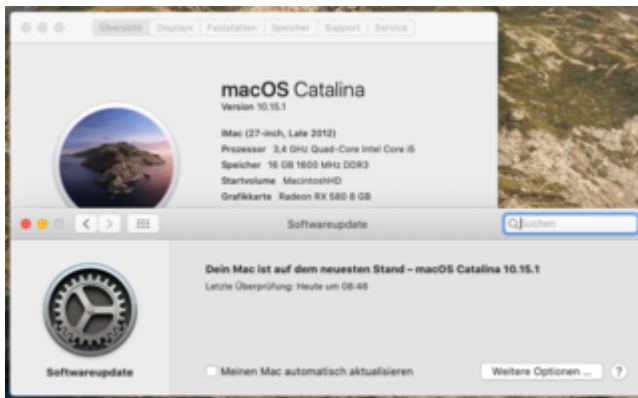 Übersicht Displays Festplatten Speicher Support Service
macOS Catalina
Version 10.15.1
iMac (27-inch, Late 2012)
Prozessor 3,4 GHz Quad-Core Intel Core i5
Speicher 16 GB 1600 MHz DDR3
Startvolume MacintoshHD
Grafikkarte Radeon RX 580 8 GB
Softwareupdate
Suchen
Dein Mac ist auf dem neuesten Stand – macOS Catalina 10.15.1
Letzte Überprüfung: Heute um 08:46
Softwareupdate
Meinen Mac automatisch aktualisieren
Weitere Optionen ...
?